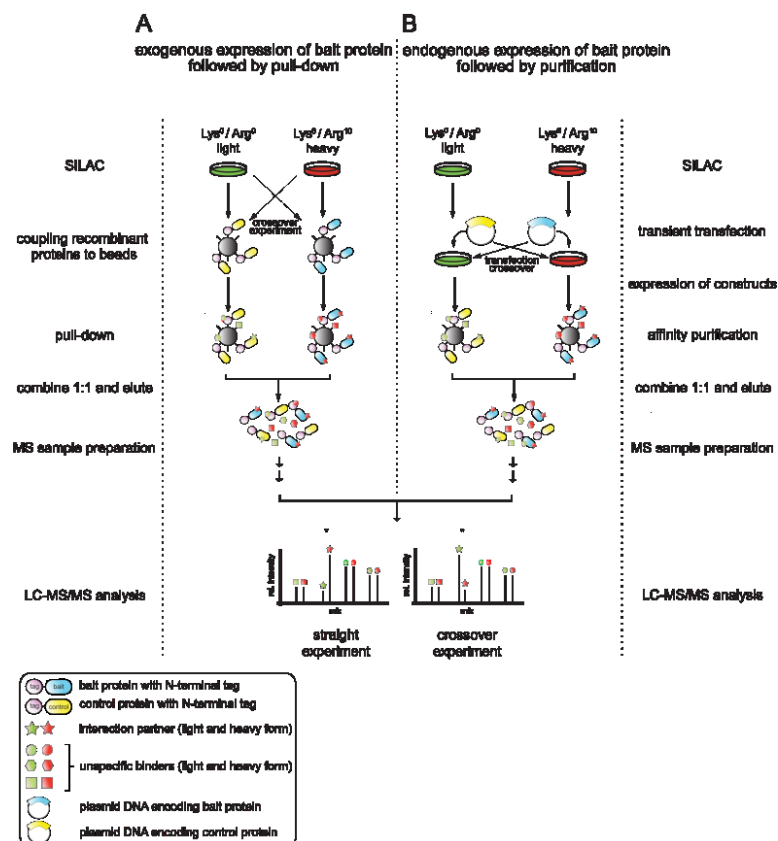 A
B
exogenous expression of bait protein
followed by pull-down
endogenous expression of bait protein
followed by purification
SILAC
Lys⁰ / Arg⁰
light
Lys⁸ / Arg¹⁰
heavy
Lys⁰ / Arg⁰
light
Lys⁸ / Arg¹⁰
heavy
SILAC
coupling recombinant
proteins to beads
crossover
experiment
transient transfection
transfection
crossover
expression of constructs
pull-down
affinity purification
combine 1:1 and elute
combine 1:1 and elute
MS sample preparation
MS sample preparation
LC-MS/MS analysis
rel. intensity
m/z
*
straight
experiment
rel. intensity
m/z
*
crossover
experiment
LC-MS/MS analysis
tag bait bait protein with N-terminal tag
tag control control protein with N-terminal tag
interaction partner (light and heavy form)
unspecific binders (light and heavy form)
plasmid DNA encoding bait protein
plasmid DNA encoding control protein